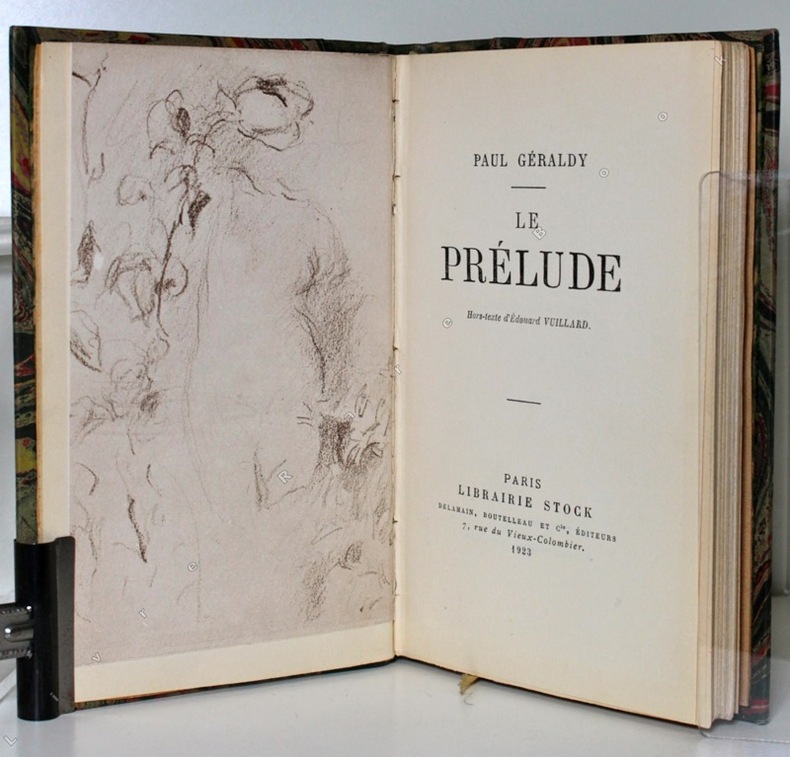 PAUL GÉRALDY
LE
PRÉLUDE
Hors-texte d'Édouard VUILLARD.
PARIS
LIBRAIRIE STOCK
DELAMAIN, BOUTELLEAU ET Cie, ÉDITEURS
7, rue du Vieux-Colombier.
1923